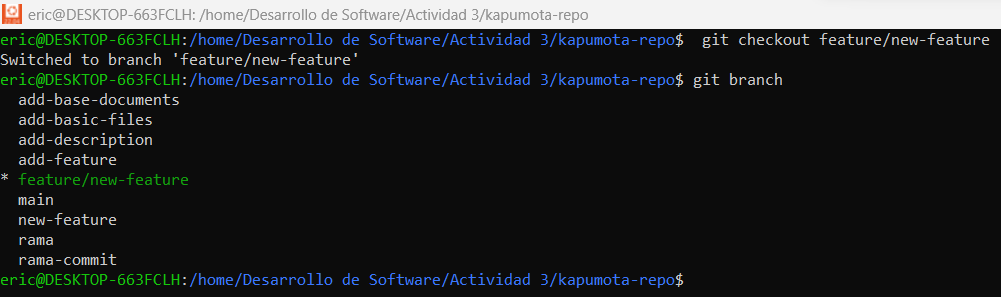 eric@DESKTOP-663FCLH: /home/Desarrollo de Software/Actividad 3/kapumota-repo
eric@DESKTOP-663FCLH:/home/Desarrollo de Software/Actividad 3/kapumota-repo$  git checkout feature/new-feature
Switched to branch 'feature/new-feature'
eric@DESKTOP-663FCLH:/home/Desarrollo de Software/Actividad 3/kapumota-repo$ git branch
  add-base-documents
  add-basic-files
  add-description
  add-feature
* feature/new-feature
  main
  new-feature
  rama
  rama-commit
eric@DESKTOP-663FCLH:/home/Desarrollo de Software/Actividad 3/kapumota-repo$